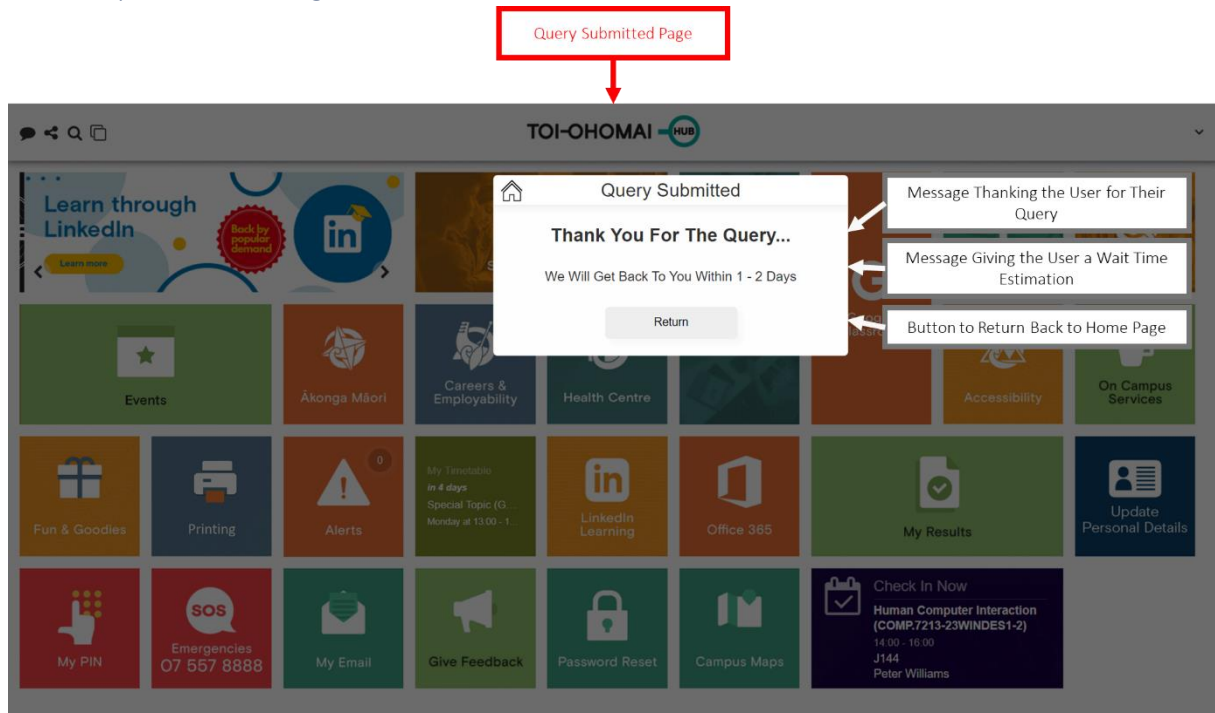 Query Submitted Page
TOI-OHOMAI HUB
Learn through
LinkedIn
Back by
popular
demand
in
Learn more
Query Submitted
Thank You For The Query...
We Will Get Back To You Within 1 - 2 Days
Return
Message Thanking the User for Their
Query
Message Giving the User a Wait Time
Estimation
Button to Return Back to Home Page
Events
Ākonga Māori
Careers &
Employability
Health Centre
Accessibility
On Campus
Services
Fun & Goodies
Printing
0
Alerts
My Timetable
in 4 days
Special Topic (G...
Monday at 13:00 - 1...
in
LinkedIn
Learning
Office 365
My Results
Update
Personal Details
My PIN
SOS
Emergencies
07 557 8888
My Email
Give Feedback
Password Reset
Campus Maps
Check In Now
Human Computer Interaction
(COMP.7213-23WINDES1-2)
14:00 - 16:00
J144
Peter Williams